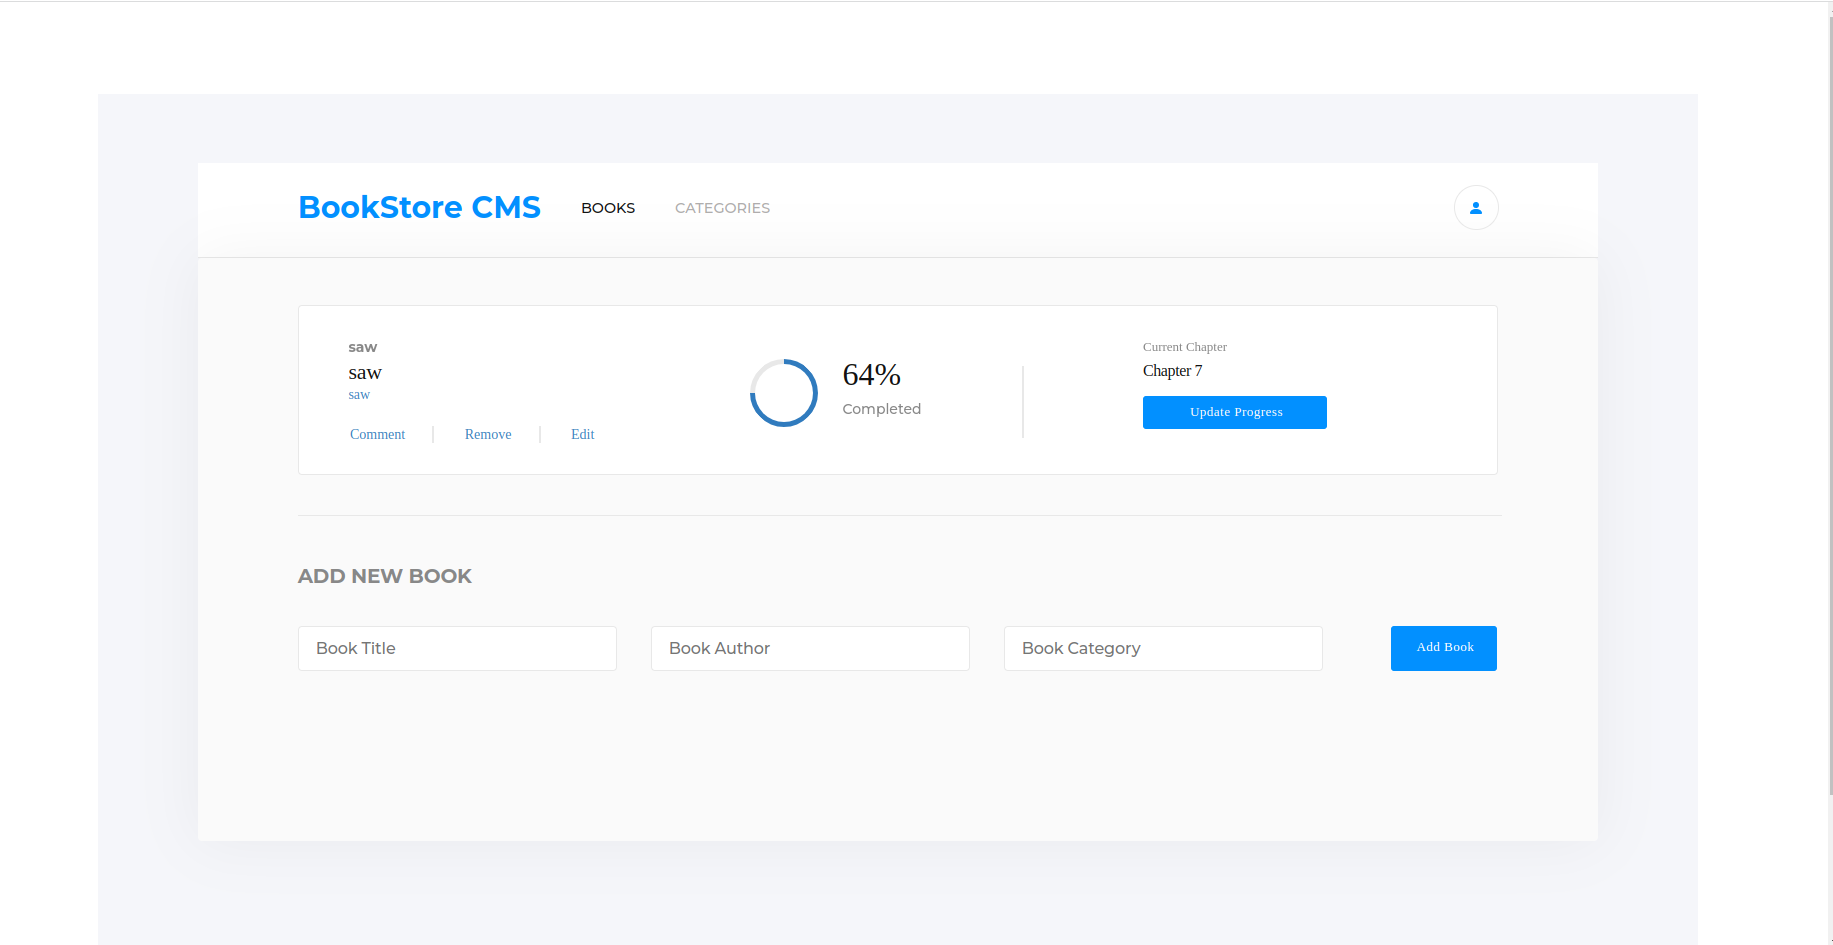 BookStore CMS BOOKS CATEGORIES
saw
saw
saw
Comment Remove Edit
64%
Completed
Current Chapter
Chapter 7
Update Progress
ADD NEW BOOK
Book Title Book Author Book Category Add Book